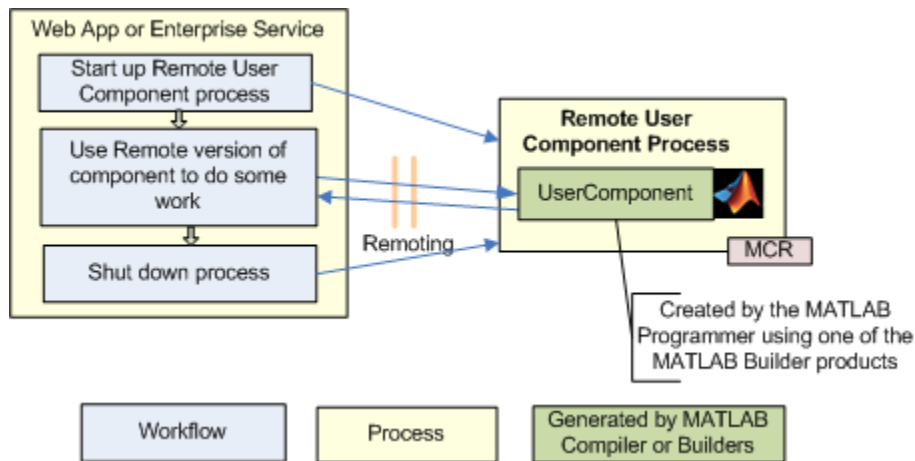 Web App or Enterprise Service
Start up Remote User
Component process
Use Remote version of
component to do some
work
Shut down process
Remoting
Remote User
Component Process
UserComponent
MCR
Created by the MATLAB
Programmer using one of the
MATLAB Builder products
Workflow
Process
Generated by MATLAB
Compiler or Builders